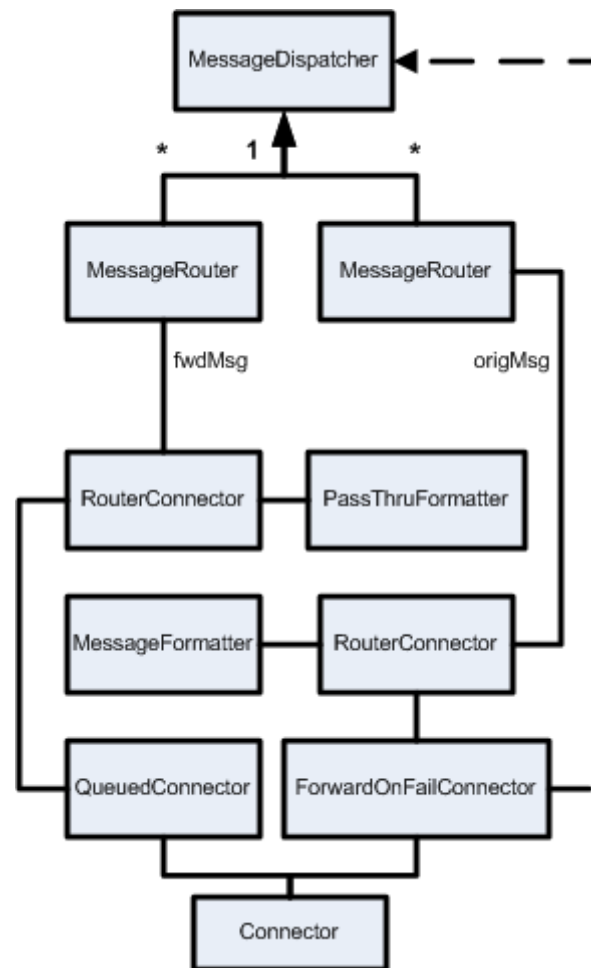 MessageDispatcher
* 1 *
MessageRouter MessageRouter
fwdMsg origMsg
RouterConnector PassThruFormatter
MessageFormatter RouterConnector
QueuedConnector ForwardOnFailConnector
Connector